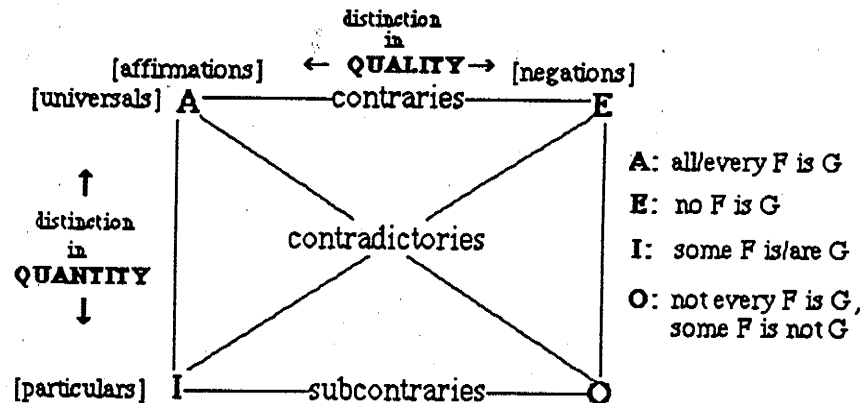 distinction
in
← QUALITY →
[affirmations]
[negations]
[universals] A contraries E
A: all/every F is G
E: no F is G
I: some F is/are G
O: not every F is G,
some F is not G
distinction
in
QUANTITY
contradictories
[particulars] I subcontraries O